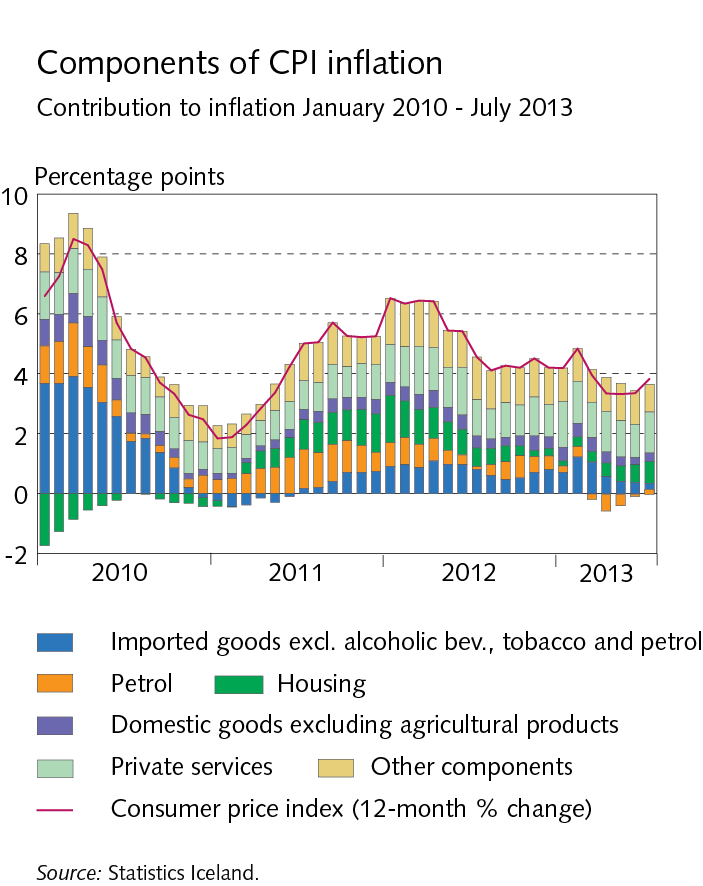 Components of CPI inflation
Contribution to inflation January 2010 - July 2013
Percentage points
10
8
6
4
2
0
-2
2010 2011 2012 2013
Imported goods excl. alcoholic bev., tobacco and petrol
Petrol Housing
Domestic goods excluding agricultural products
Private services Other components
Consumer price index (12-month % change)
Source: Statistics Iceland.